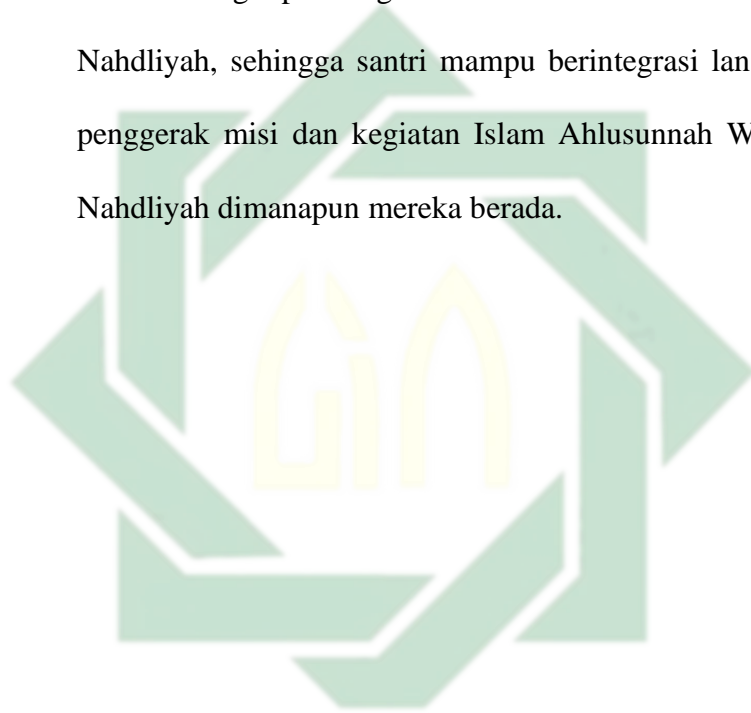 Nahdliyah, sehingga santri mampu berintegrasi lan
penggerak misi dan kegiatan Islam Ahlusunnah W
Nahdliyah dimanapun mereka berada.